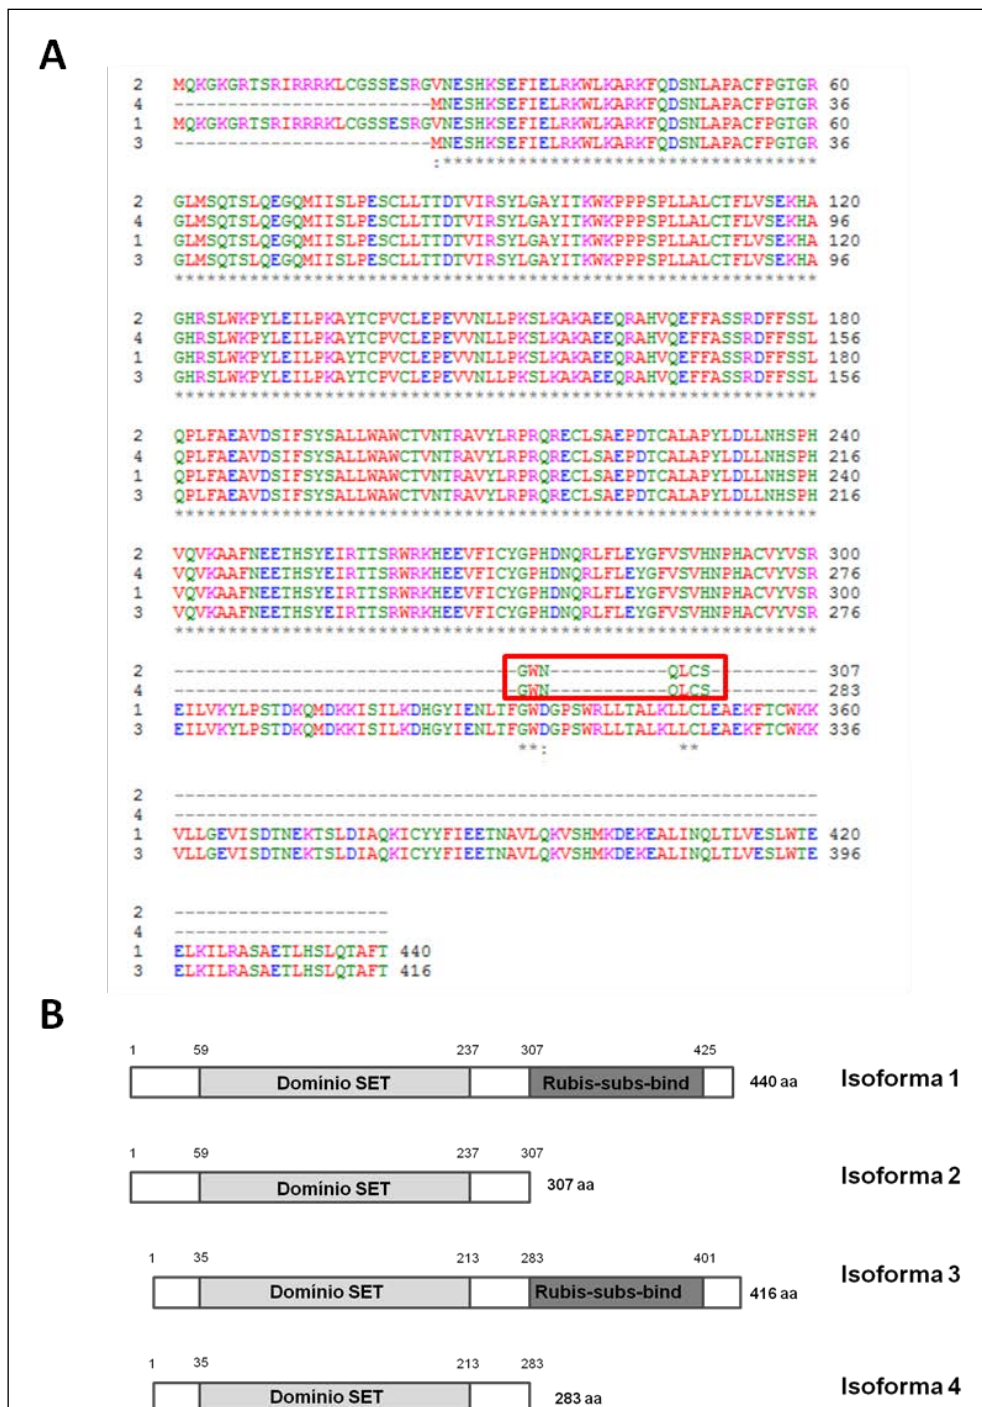 A
2 MQKGKGRTSRIRRRKLCGSSESRGVNESHKSEFIELRKWLKARKFQDSNLAPACFPGTGR 60
4 ------------------------MNESHKSEFIELRKWLKARKFQDSNLAPACFPGTGR 36
1 MQKGKGRTSRIRRRKLCGSSESRGVNESHKSEFIELRKWLKARKFQDSNLAPACFPGTGR 60
3 ------------------------MNESHKSEFIELRKWLKARKFQDSNLAPACFPGTGR 36
:***********************************
2 GLMSQTSLQEGQMIISLPESCLLTTDTVIRSYLGAYITKWKPPPSPLLALCTFLVSEKHA 120
4 GLMSQTSLQEGQMIISLPESCLLTTDTVIRSYLGAYITKWKPPPSPLLALCTFLVSEKHA 96
1 GLMSQTSLQEGQMIISLPESCLLTTDTVIRSYLGAYITKWKPPPSPLLALCTFLVSEKHA 120
3 GLMSQTSLQEGQMIISLPESCLLTTDTVIRSYLGAYITKWKPPPSPLLALCTFLVSEKHA 96
************************************************************
2 GHRSLWKPYLEILPKAYTCPVCLEPEVVNLLPKSLKAKAEEQRAHVQEFFASSRDFFSSL 180
4 GHRSLWKPYLEILPKAYTCPVCLEPEVVNLLPKSLKAKAEEQRAHVQEFFASSRDFFSSL 156
1 GHRSLWKPYLEILPKAYTCPVCLEPEVVNLLPKSLKAKAEEQRAHVQEFFASSRDFFSSL 180
3 GHRSLWKPYLEILPKAYTCPVCLEPEVVNLLPKSLKAKAEEQRAHVQEFFASSRDFFSSL 156
************************************************************
2 QPLFAEAVDSIFSYSALLWAWCTVNTRAVYLRPRQRECLSAEPDTCALAPYLDLLNHSPH 240
4 QPLFAEAVDSIFSYSALLWAWCTVNTRAVYLRPRQRECLSAEPDTCALAPYLDLLNHSPH 216
1 QPLFAEAVDSIFSYSALLWAWCTVNTRAVYLRPRQRECLSAEPDTCALAPYLDLLNHSPH 240
3 QPLFAEAVDSIFSYSALLWAWCTVNTRAVYLRPRQRECLSAEPDTCALAPYLDLLNHSPH 216
************************************************************
2 VQVKAAFNEETHSYEIRTTSRWRKHEEVFICYGPHDNQRLFLEYGFVSVHNPHACVYVSR 300
4 VQVKAAFNEETHSYEIRTTSRWRKHEEVFICYGPHDNQRLFLEYGFVSVHNPHACVYVSR 276
1 VQVKAAFNEETHSYEIRTTSRWRKHEEVFICYGPHDNQRLFLEYGFVSVHNPHACVYVSR 300
3 VQVKAAFNEETHSYEIRTTSRWRKHEEVFICYGPHDNQRLFLEYGFVSVHNPHACVYVSR 276
************************************************************
2 --------------------------------GWN-----------QLCS---------- 307
4 --------------------------------GWN-----------QLCS---------- 283
1 EILVKYLPSTDKQMDKKISILKDHGYIENLTFGWDGPSWRLLTALKLLCLEAEKFTCWKK 360
3 EILVKYLPSTDKQMDKKISILKDHGYIENLTFGWDGPSWRLLTALKLLCLEAEKFTCWKK 336
**: **
2 ------------------------------------------------------------
4 ------------------------------------------------------------
1 VLLGEVISDTNEKTSLDIAQKICYYFIEETNAVLQKVSHMKDEKEALINQLTLVESLWTE 420
3 VLLGEVISDTNEKTSLDIAQKICYYFIEETNAVLQKVSHMKDEKEALINQLTLVESLWTE 396
2 --------------------
4 --------------------
1 ELKILRASAETLHSLQTAFT 440
3 ELKILRASAETLHSLQTAFT 416
B
1 59 237 307 425
Domínio SET Rubis-subs-bind 440 aa Isoforma 1
1 59 237 307
Domínio SET 307 aa Isoforma 2
1 35 213 283 401
Domínio SET Rubis-subs-bind 416 aa Isoforma 3
1 35 213 283
Domínio SET 283 aa Isoforma 4